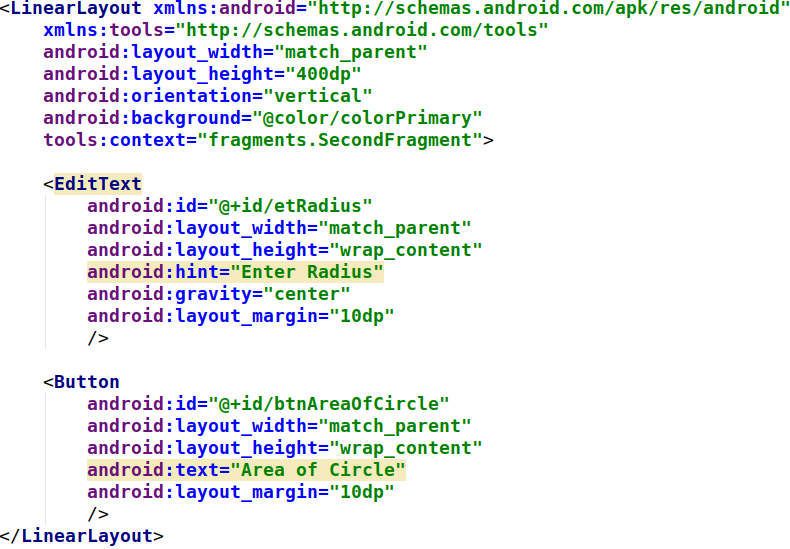 <LinearLayout xmlns:android="http://schemas.android.com/apk/res/android"
    xmlns:tools="http://schemas.android.com/tools"
    android:layout_width="match_parent"
    android:layout_height="400dp"
    android:orientation="vertical"
    android:background="@color/colorPrimary"
    tools:context="fragments.SecondFragment">

    <EditText
        android:id="@+id/etRadius"
        android:layout_width="match_parent"
        android:layout_height="wrap_content"
        android:hint="Enter Radius"
        android:gravity="center"
        android:layout_margin="10dp"
        />

    <Button
        android:id="@+id/btnAreaOfCircle"
        android:layout_width="match_parent"
        android:layout_height="wrap_content"
        android:text="Area of Circle"
        android:layout_margin="10dp"
        />
</LinearLayout>